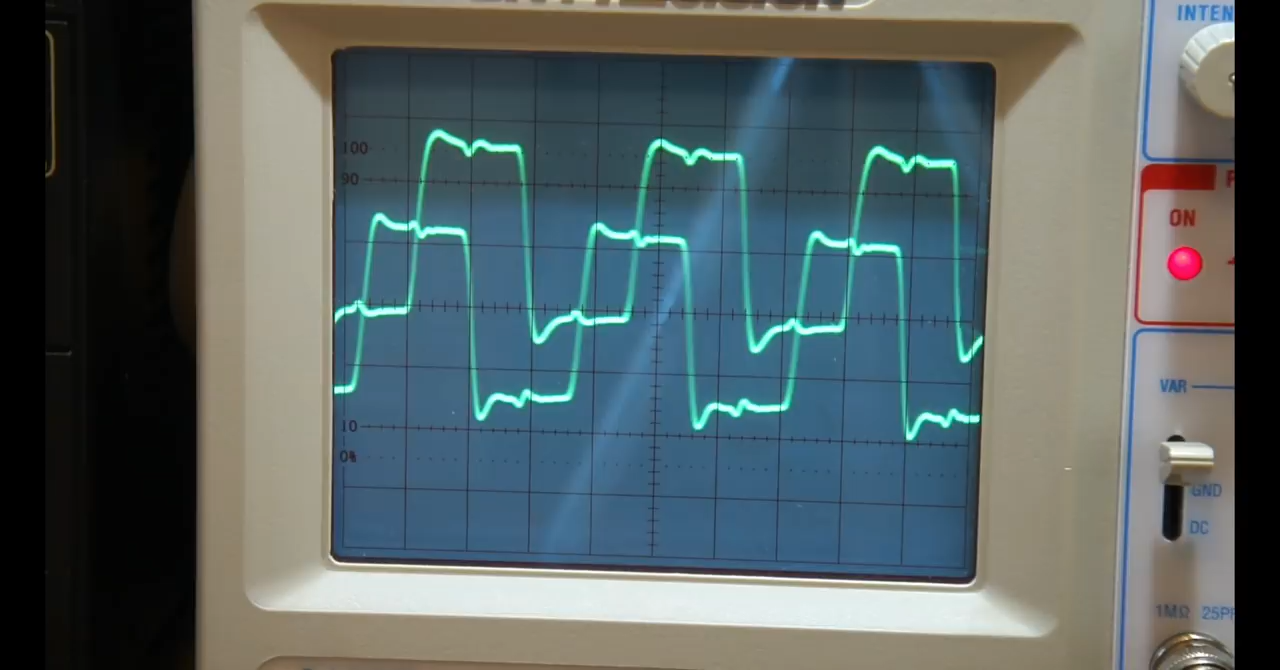 INTEN
100
90
ON
VAR
10
0%
GND
DC
1MΩ 25PF